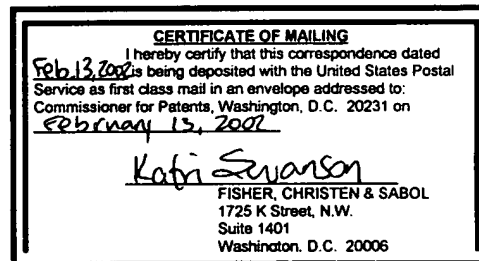 CERTIFICATE OF MAILING
I hereby certify that this correspondence dated
Feb.13,2002 is being deposited with the United States Postal
Service as first class mail in an envelope addressed to:
Commissioner for Patents, Washington, D.C. 20231 on
February 13, 2002
Katri Swanson
FISHER, CHRISTEN & SABOL
1725 K Street, N.W.
Suite 1401
Washington. D.C. 20006